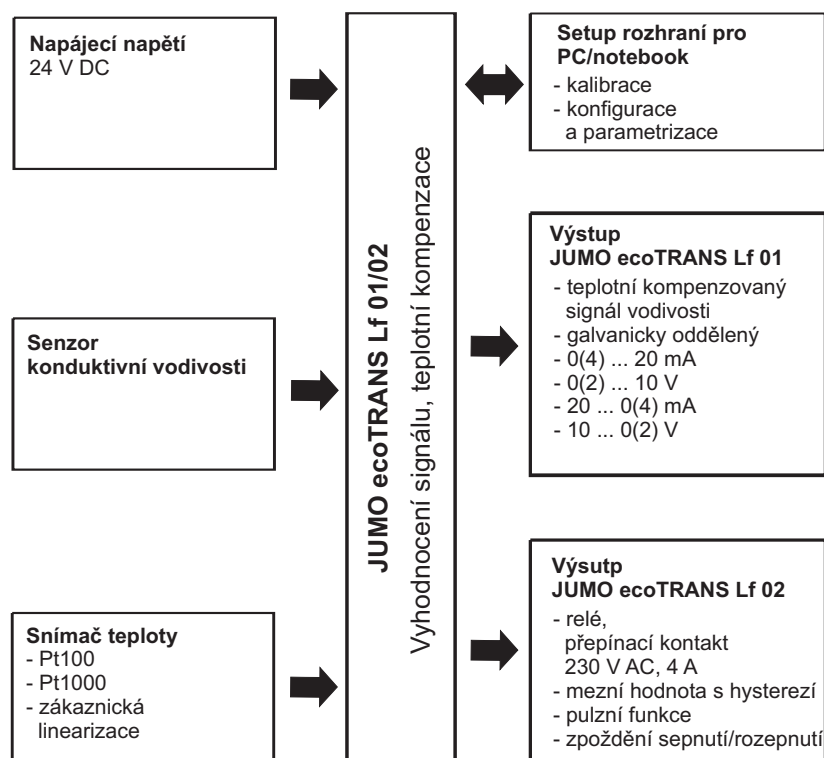 Napájecí napětí
24 V DC
Senzor
konduktivní vodivosti
Snímač teploty
- Pt100
- Pt1000
- zákaznická
linearizace
JUMO ecoTRANS Lf 01/02
Vyhodnocení signálu, teplotní kompenzace
Setup rozhraní pro
PC/notebook
- kalibrace
- konfigurace
a parametrizace
Výstup
JUMO ecoTRANS Lf 01
- teplotní kompenzovaný
signál vodivosti
- galvanicky oddělený
- 0(4) ... 20 mA
- 0(2) ... 10 V
- 20 ... 0(4) mA
- 10 ... 0(2) V
Výsutp
JUMO ecoTRANS Lf 02
- relé,
přepínací kontakt
230 V AC, 4 A
- mezní hodnota s hysterezí
- pulzní funkce
- zpoždění sepnutí/rozepnutí